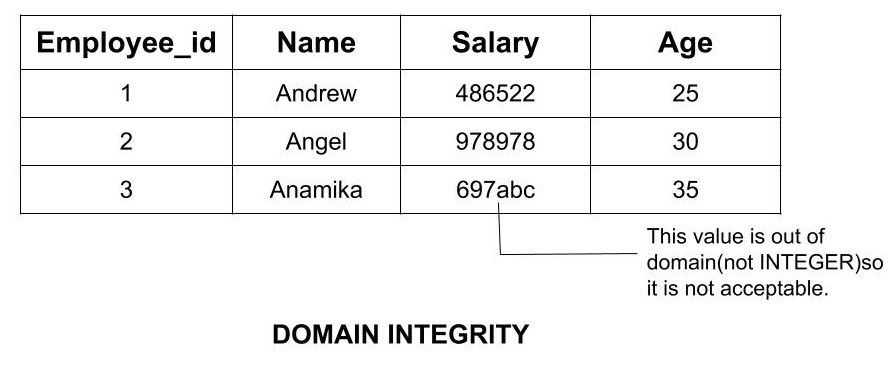 Employee_id Name Salary Age
1 Andrew 486522 25
2 Angel 978978 30
3 Anamika 697abc 35
This value is out of
domain(not INTEGER)so
it is not acceptable.
DOMAIN INTEGRITY